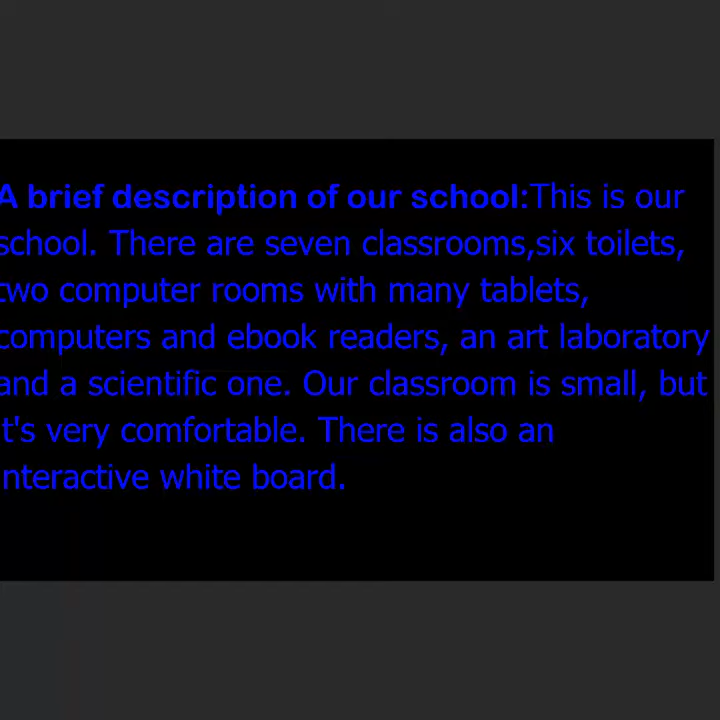 A brief description of our school:This is our
school. There are seven classrooms,six toilets,
two computer rooms with many tablets,
computers and ebook readers, an art laboratory
and a scientific one. Our classroom is small, but
it's very comfortable. There is also an
interactive white board.